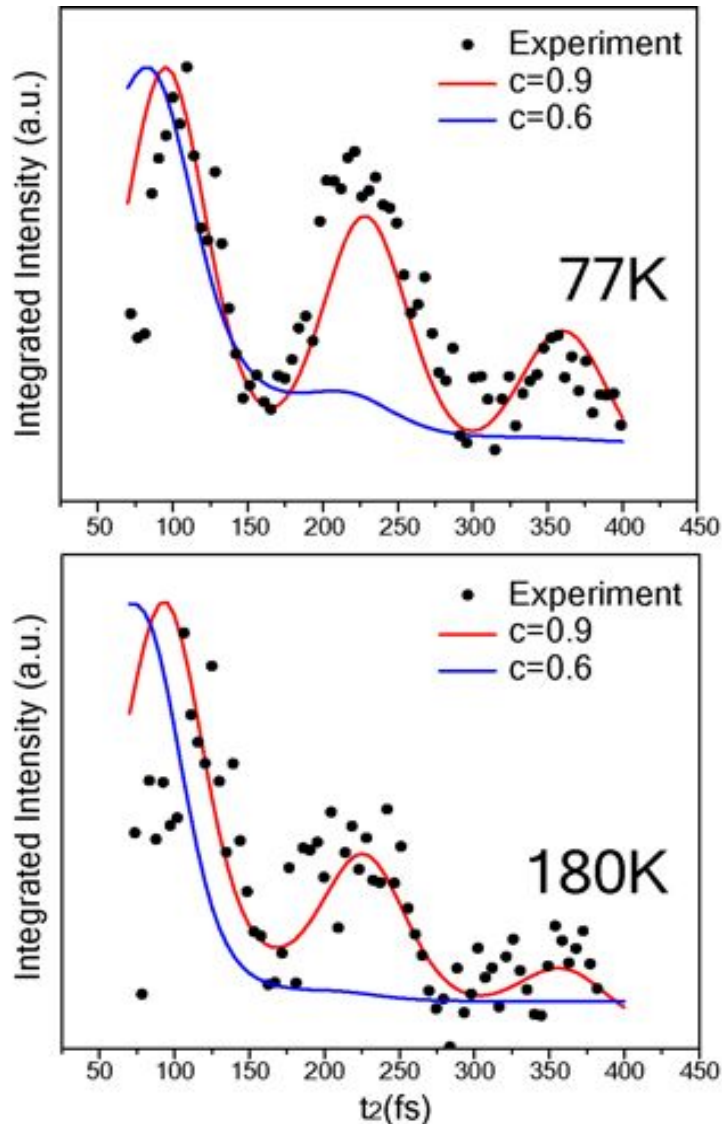 Integrated Intensity (a.u.)
Experiment
c=0.9
c=0.6
77K
50 100 150 200 250 300 350 400 450
Integrated Intensity (a.u.)
Experiment
c=0.9
c=0.6
180K
50 100 150 200 250 300 350 400 450
t2(fs)